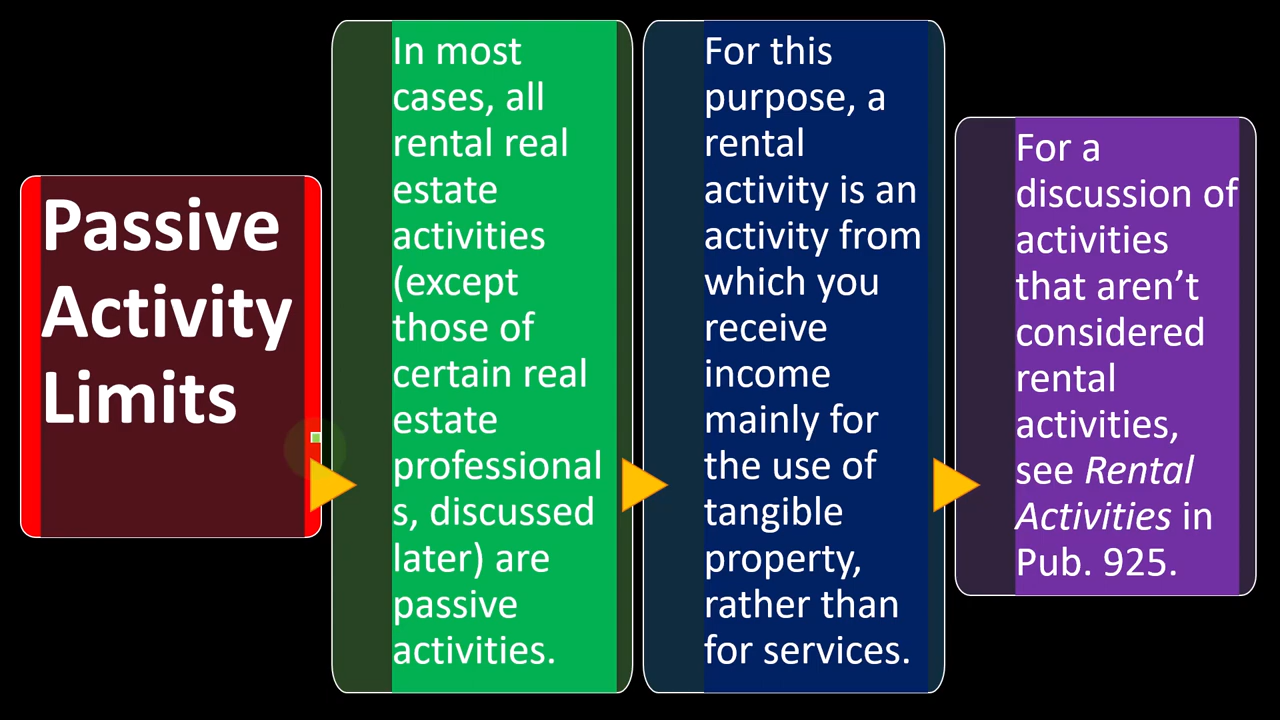 Passive
Activity
Limits
In most
cases, all
rental real
estate
activities
(except
those of
certain real
estate
professional
s, discussed
later) are
passive
activities.
For this
purpose, a
rental
activity is an
activity from
which you
receive
income
mainly for
the use of
tangible
property,
rather than
for services.
For a
discussion of
activities
that aren’t
considered
rental
activities,
see Rental
Activities in
Pub. 925.